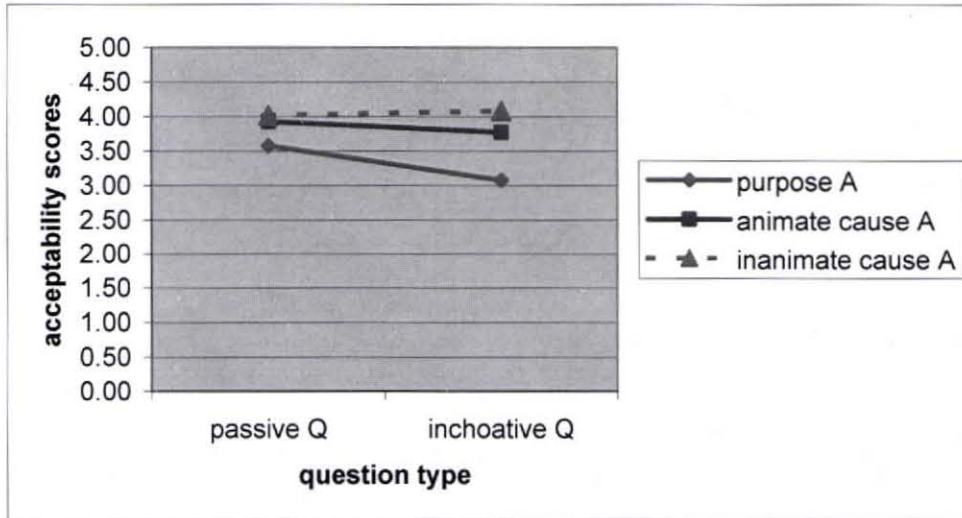 5.00
4.50
4.00
3.50
3.00
2.50
2.00
1.50
1.00
0.50
0.00
acceptability scores
passive Q
inchoative Q
question type
purpose A
animate cause A
inanimate cause A